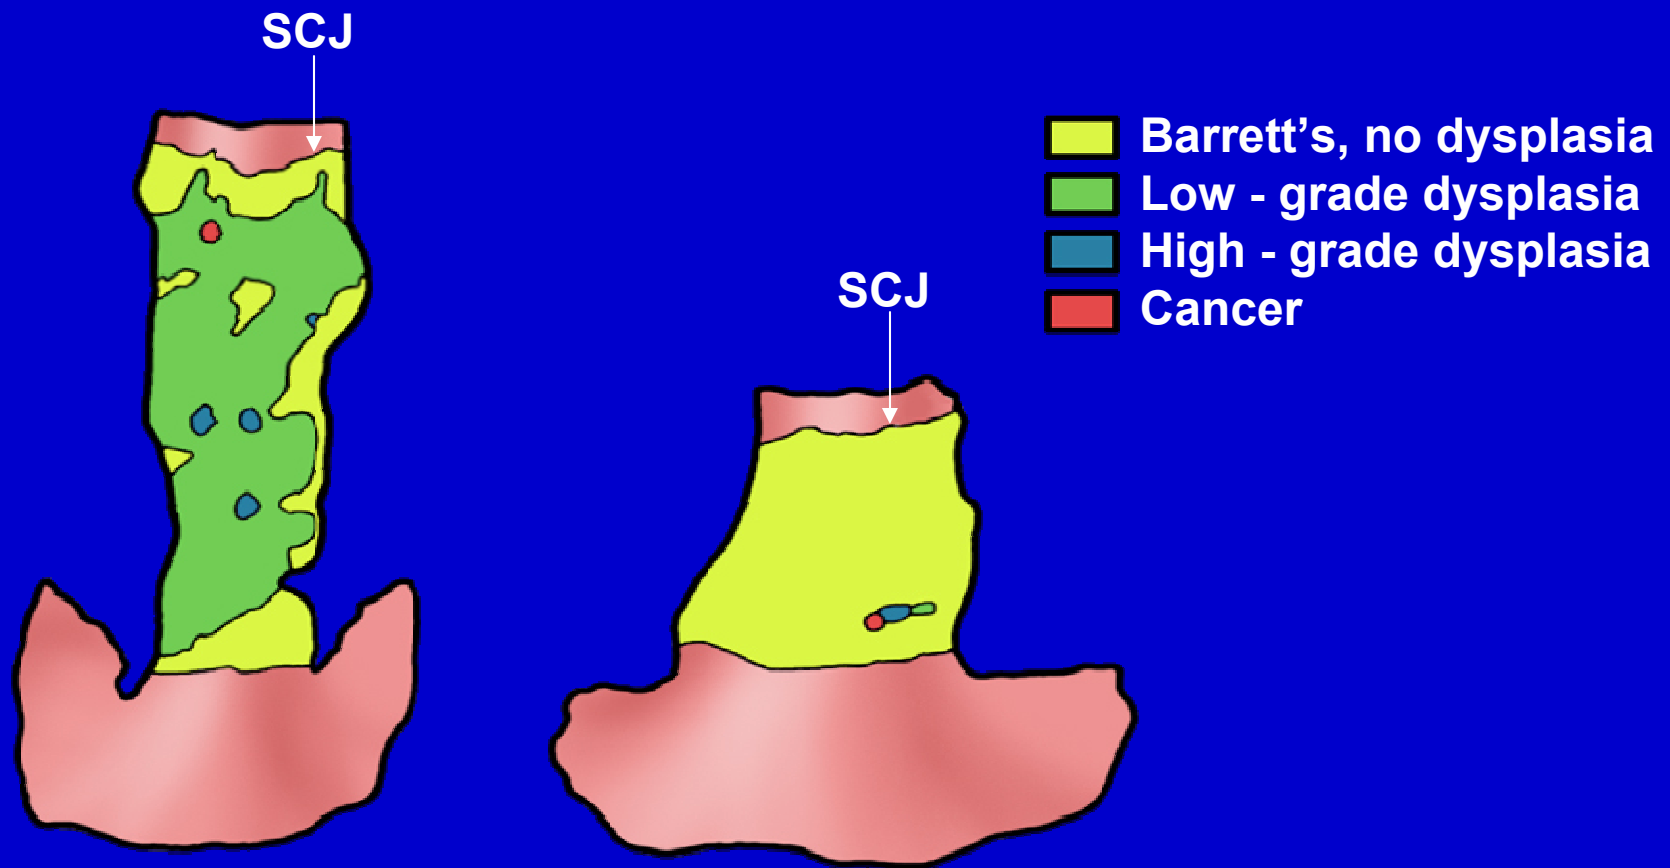 SCJ
SCJ
Barrett’s, no dysplasia
Low - grade dysplasia
High - grade dysplasia
Cancer